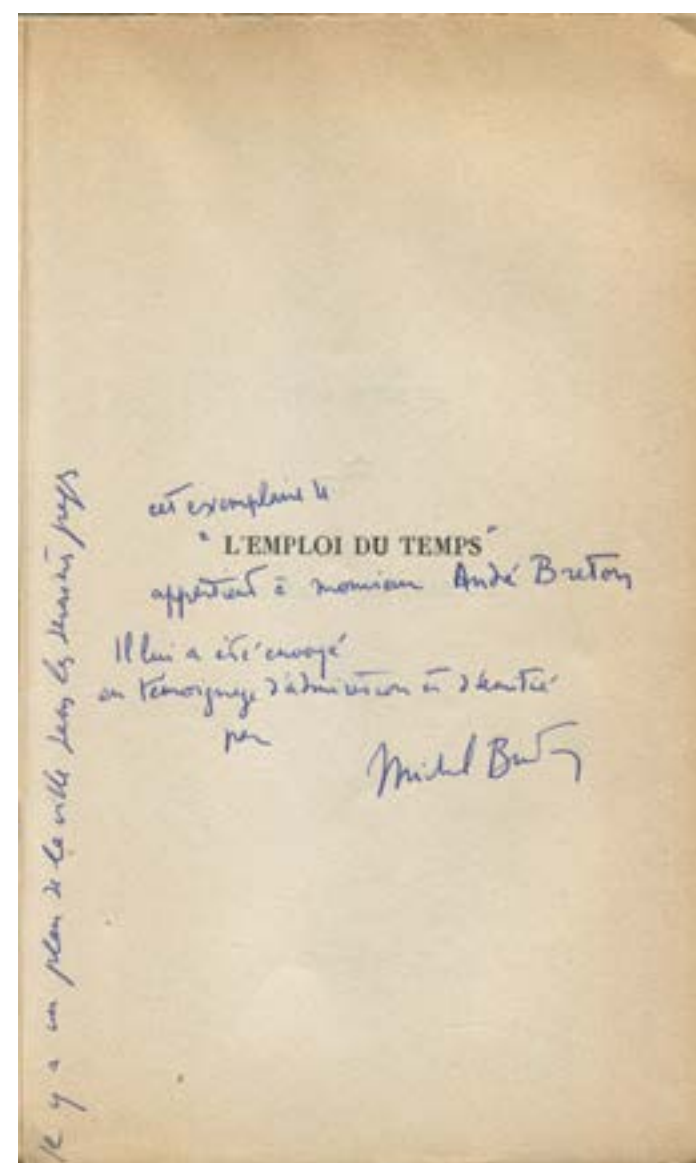 cet exemplaire de
"L'EMPLOI DU TEMPS"
appartient à monsieur André Breton
Il lui a été envoyé
en témoignage d'admiration et d'amitié
par
Michel Butor
Il y a un plan de la ville dans les dernières pages